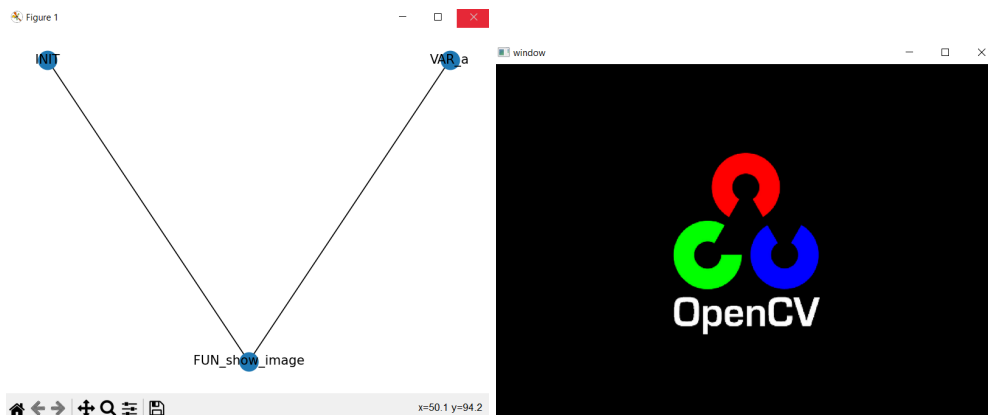 Figure 1
INIT
VAR_a
FUN_show_image
x=50.1 y=94.2
window
OpenCV